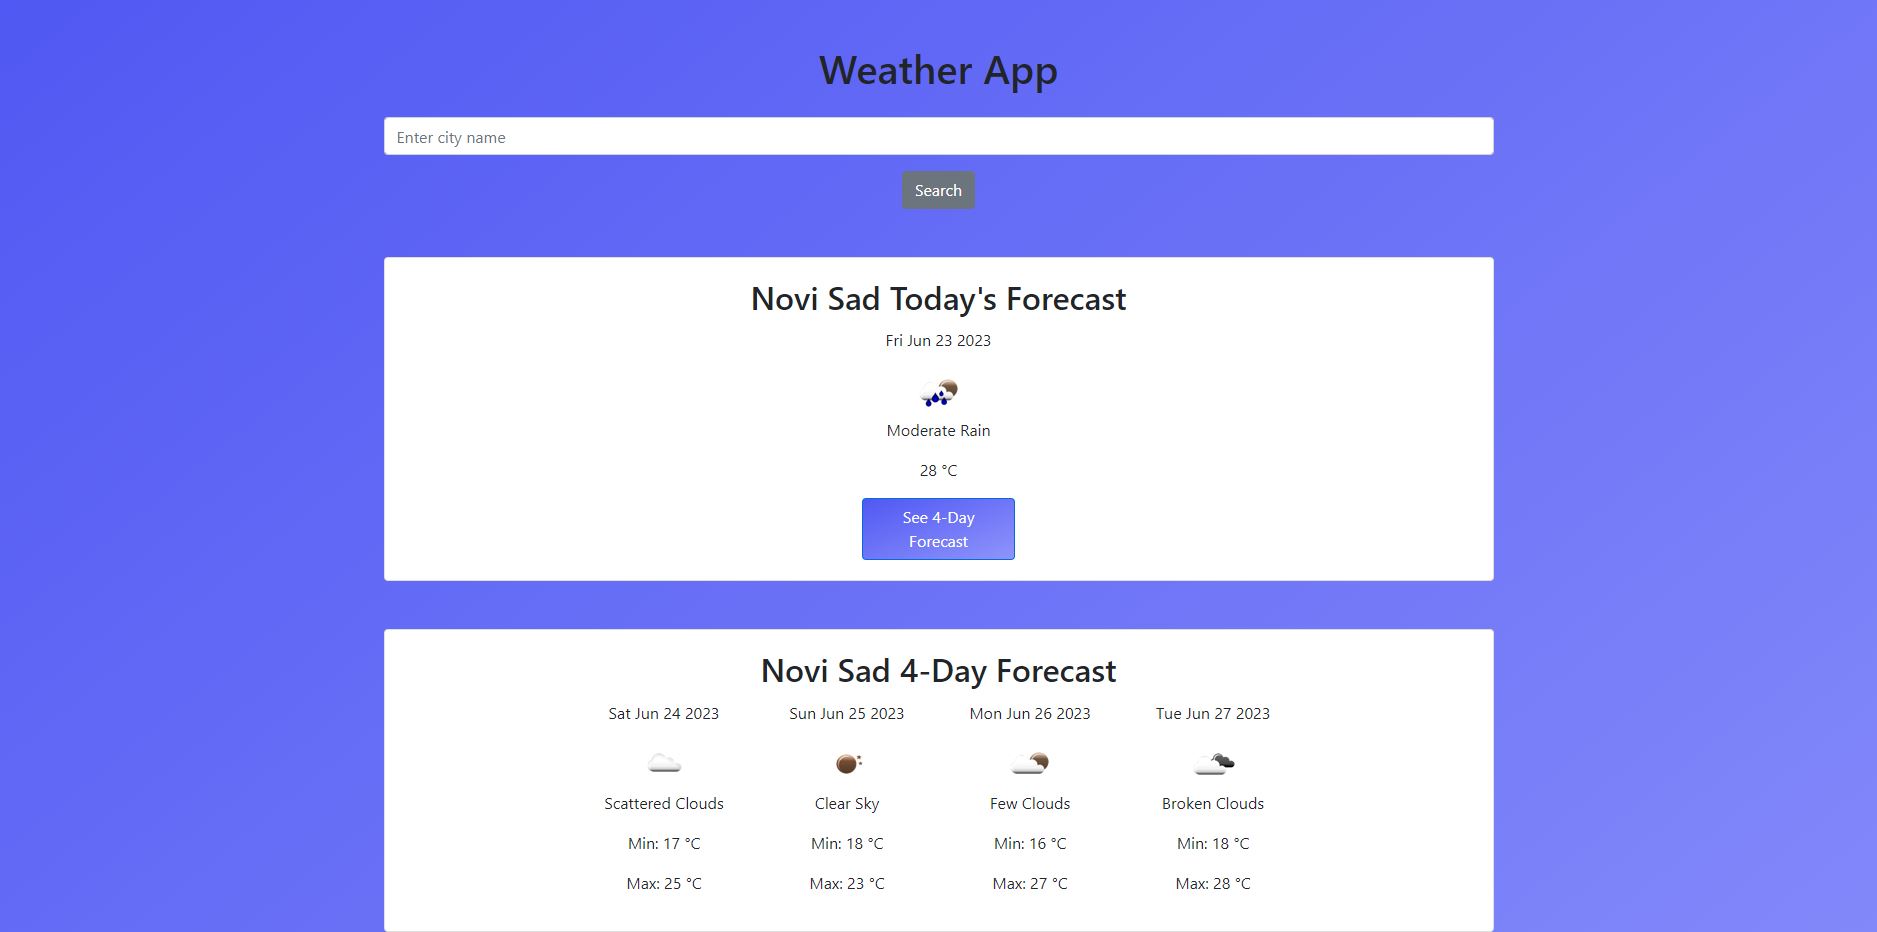 Weather App
Enter city name
Search
Novi Sad Today's Forecast
Fri Jun 23 2023
Moderate Rain
28 °C
See 4-Day
Forecast
Novi Sad 4-Day Forecast
Sat Jun 24 2023
Scattered Clouds
Min: 17 °C
Max: 25 °C
Sun Jun 25 2023
Clear Sky
Min: 18 °C
Max: 23 °C
Mon Jun 26 2023
Few Clouds
Min: 16 °C
Max: 27 °C
Tue Jun 27 2023
Broken Clouds
Min: 18 °C
Max: 28 °C